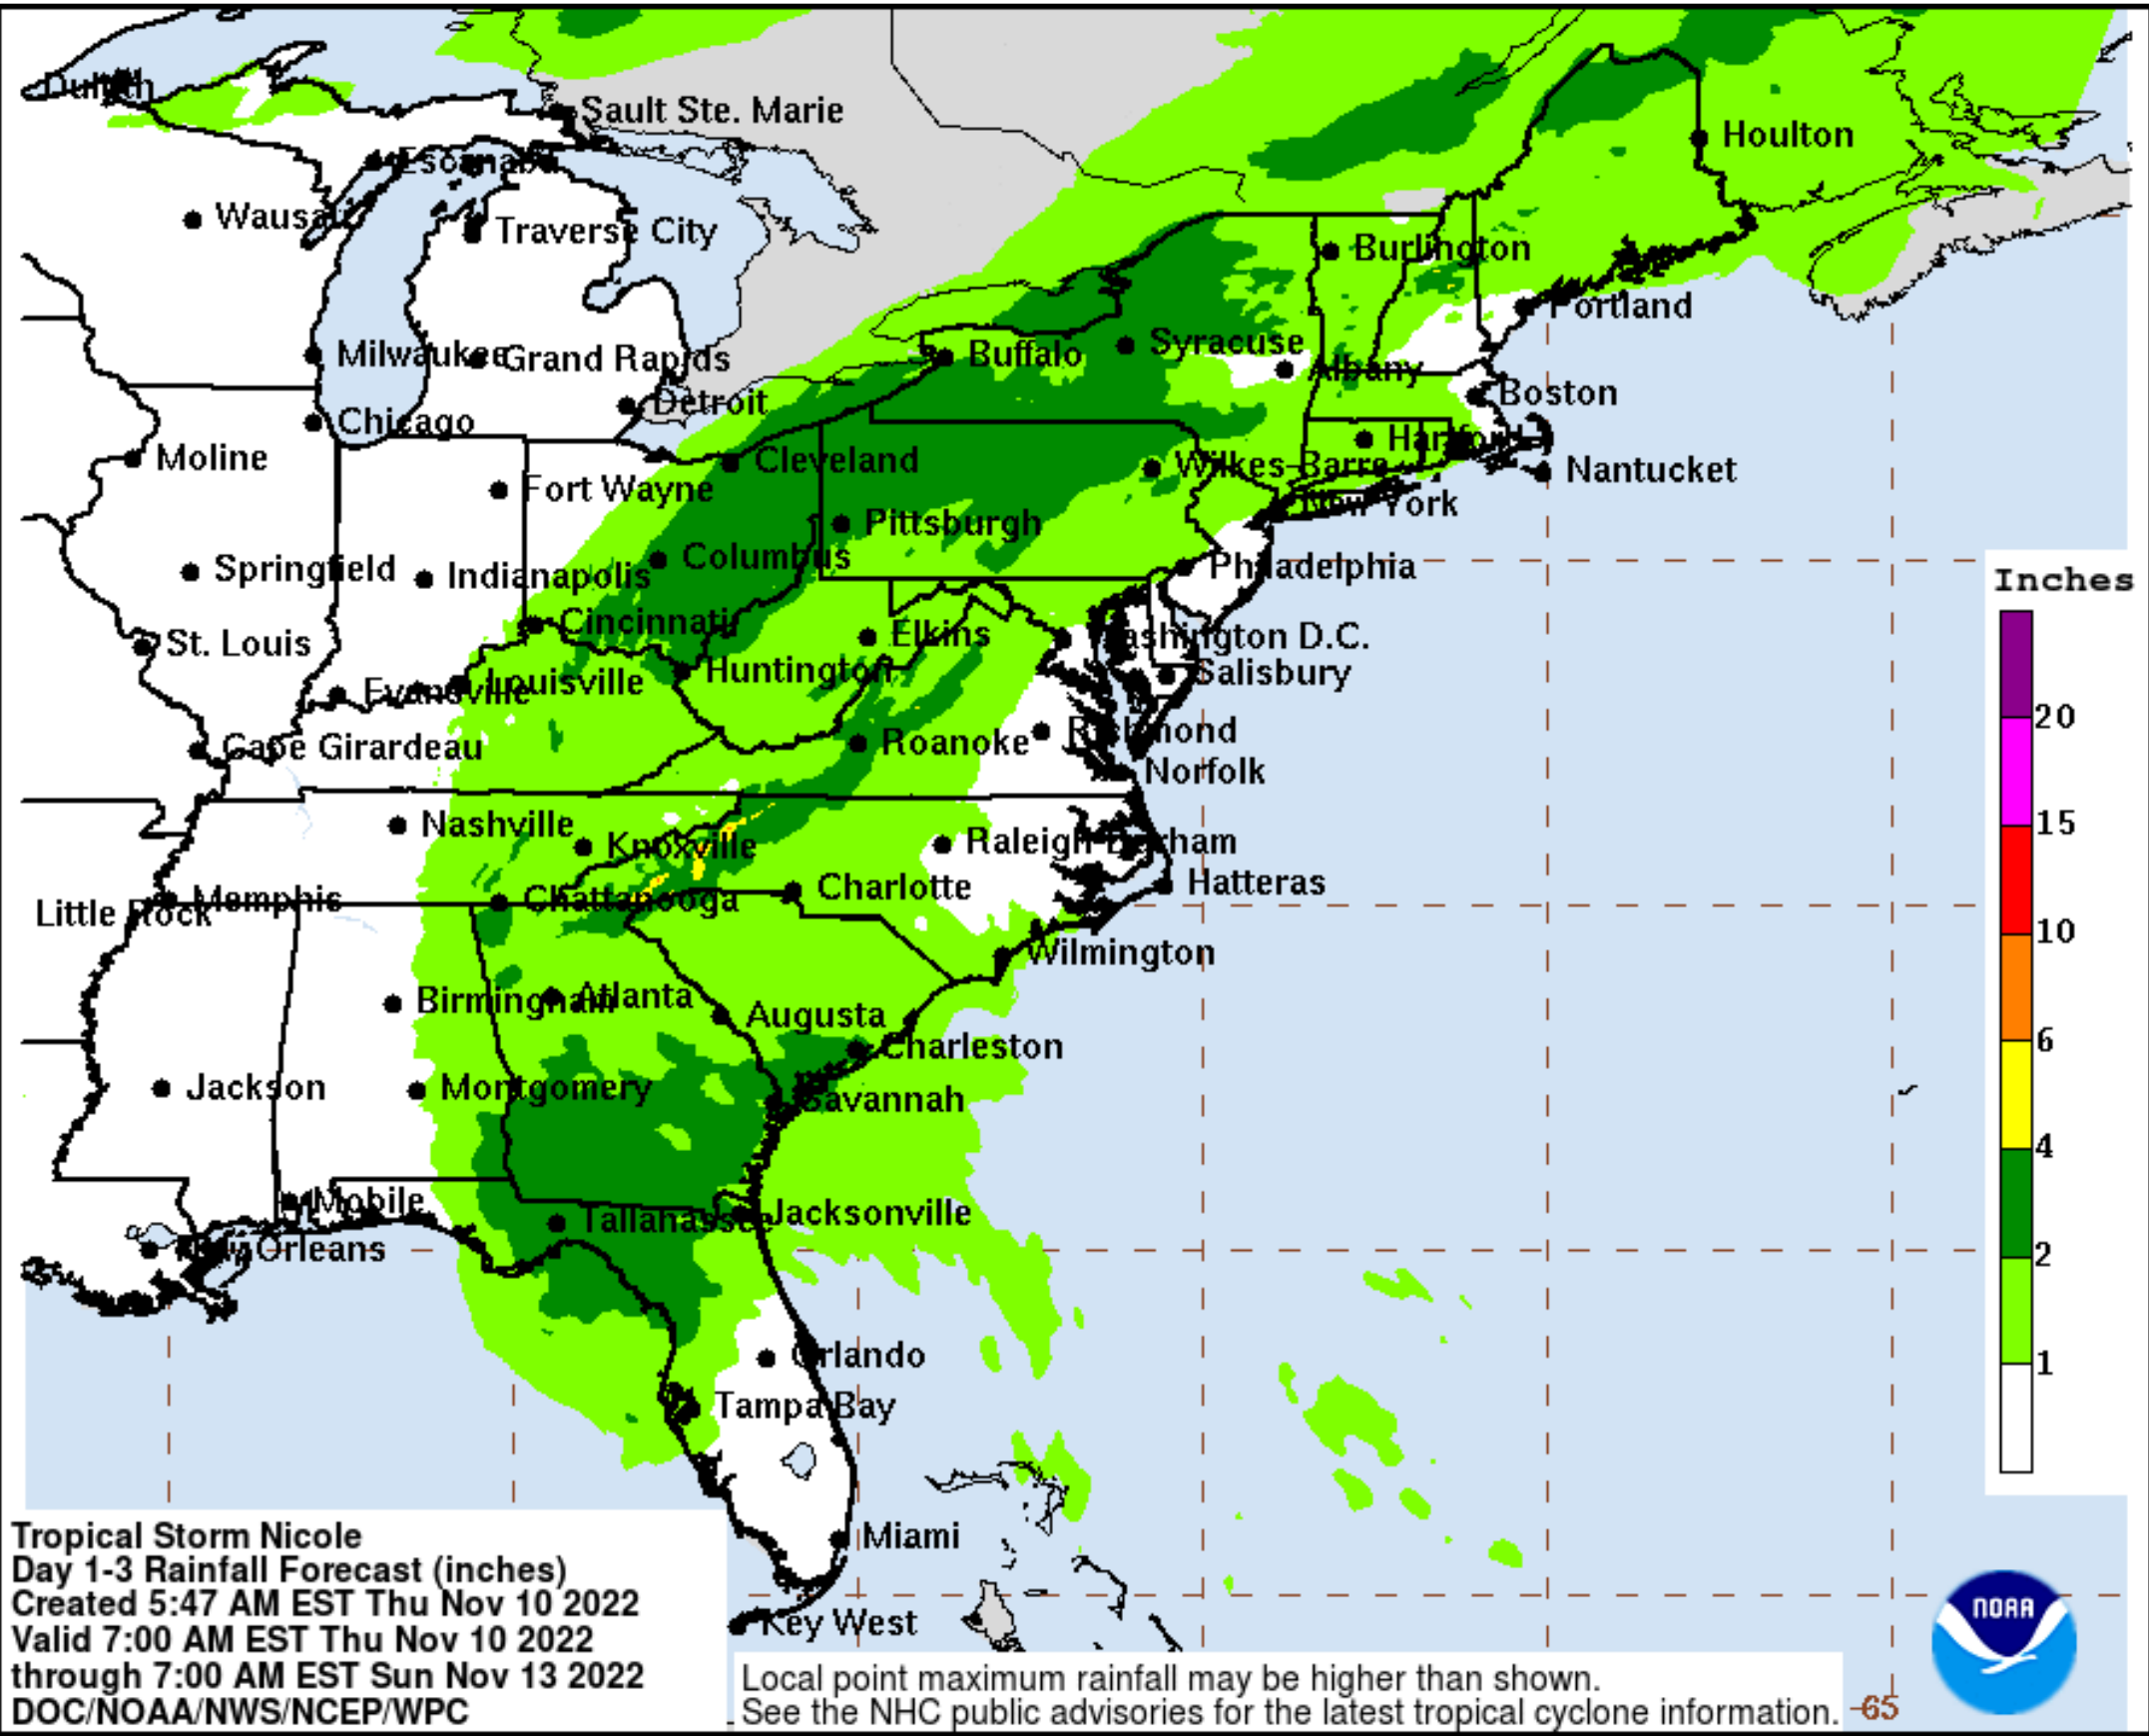 Duluth
Sault Ste. Marie
Escanaba
Houlton
Wausau
Traverse City
Burlington
Portland
Milwaukee
Grand Rapids
Buffalo
Syracuse
Albany
Boston
Detroit
Chicago
Hartford
Moline
Cleveland
Wilkes-Barre
Nantucket
Fort Wayne
New York
Pittsburgh
Columbus
Springfield
Indianapolis
Philadelphia
Inches
Cincinnati
Elkins
Washington D.C.
St. Louis
Huntington
Salisbury
Evansville
Louisville
20
Richmond
Cape Girardeau
Roanoke
Norfolk
Nashville
Knoxville
Raleigh-Durham
15
Charlotte
Hatteras
Memphis
Chattanooga
Little Rock
10
Wilmington
Birmingham
Atlanta
Augusta
Charleston
6
Jackson
Montgomery
Savannah
4
Mobile
Tallahassee
Jacksonville
New Orleans
2
Orlando
1
Tampa Bay
Miami
Key West
Tropical Storm Nicole
Day 1-3 Rainfall Forecast (inches)
Created 5:47 AM EST Thu Nov 10 2022
Valid 7:00 AM EST Thu Nov 10 2022
through 7:00 AM EST Sun Nov 13 2022
DOC/NOAA/NWS/NCEP/WPC
Local point maximum rainfall may be higher than shown.
See the NHC public advisories for the latest tropical cyclone information.
-65
NOAA